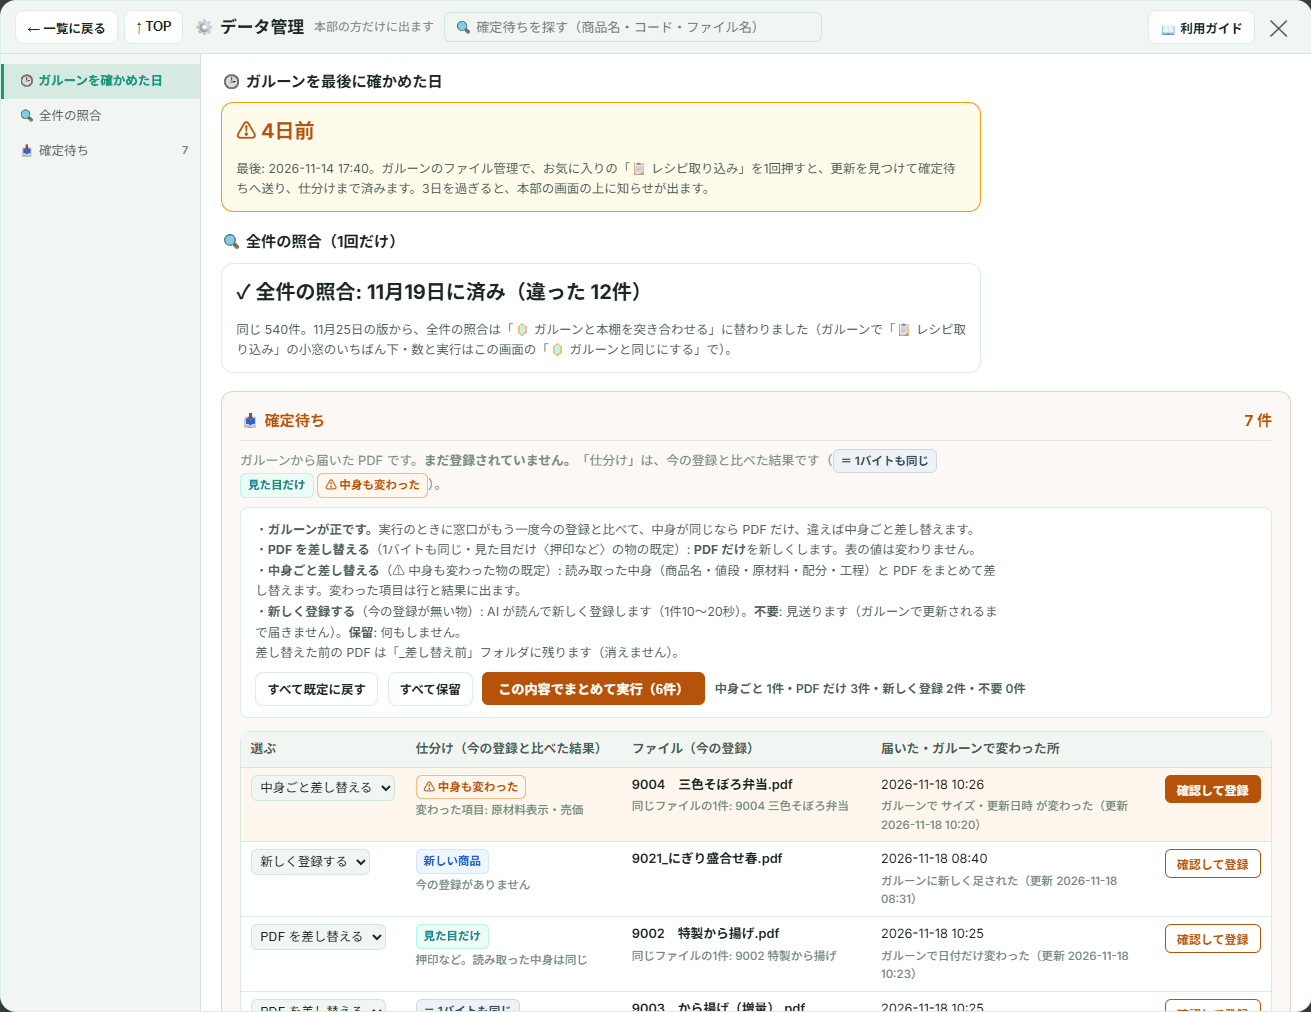 ←一覧に戻る
↑TOP
データ管理
本部の方だけに出ます
確定待ちを探す（商品名・コード・ファイル名）
利用ガイド
ガルーンを確かめた日
全件の照合
確定待ち 7
ガルーンを最後に確かめた日
⚠ 4日前
最後: 2026-11-14 17:40。ガルーンのファイル管理で、お気に入りの「📋 レシピ取り込み」を1回押すと、更新を見つけて確定待
ちへ送り、仕分けまで済みます。3日を過ぎると、本部の画面の上に知らせが出ます。
全件の照合（1回だけ）
✓ 全件の照合: 11月19日に済み（違った 12件）
同じ 540件。11月25日の版から、全件の照合は「 ガルーンと本棚を突き合わせる」に替わりました（ガルーンで「📋 レシピ取
り込み」の小窓のいちばん下・数と実行はこの画面の「 ガルーンと同じにする」で）。
確定待ち
7 件
ガルーンから届いた PDF です。まだ登録されていません。「仕分け」は、今の登録と比べた結果です（ ＝1バイトも同じ
見た目だけ ⚠中身も変わった ）。
・ガルーンが正です。実行のときに窓口がもう一度今の登録と比べて、中身が同じなら PDF だけ、違えば中身ごと差し替えます。
・PDF を差し替える（1バイトも同じ・見た目だけ〈押印など〉の物の既定）: PDF だけを新しくします。表の値は変わりません。
・中身ごと差し替える（⚠ 中身も変わった物の既定）: 読み取った中身（商品名・値段・原材料・配分・工程）と PDF をまとめて差
し替えます。変わった項目は行と結果に出ます。
・新しく登録する（今の登録が無い物）: AI が読んで新しく登録します（1件10〜20秒）。不要: 見送ります（ガルーンで更新されるま
で届きません）。保留: 何もしません。
差し替えた前の PDF は「_差し替え前」フォルダに残ります（消えません）。
すべて既定に戻す
すべて保留
この内容でまとめて実行（6件）
中身ごと 1件・PDF だけ 3件・新しく登録 2件・不要 0件
選ぶ
仕分け（今の登録と比べた結果）
ファイル（今の登録）
届いた・ガルーンで変わった所
中身ごと差し替える
⚠中身も変わった
変わった項目: 原材料表示・売価
9004　三色そぼろ弁当.pdf
同じファイルの1件: 9004 三色そぼろ弁当
2026-11-18 10:26
ガルーンで サイズ・更新日時 が変わった（更新
2026-11-18 10:20）
確認して登録
新しく登録する
新しい商品
今の登録がありません
9021_にぎり盛合せ春.pdf
2026-11-18 08:40
ガルーンに新しく足された（更新 2026-11-18
08:31）
確認して登録
PDF を差し替える
見た目だけ
押印など。読み取った中身は同じ
9002　特製から揚げ.pdf
同じファイルの1件: 9002 特製から揚げ
2026-11-18 10:25
ガルーンで日付だけ変わった（更新 2026-11-18
10:23）
確認して登録
PDF を差し替える
＝1バイトも同じ
9003　から揚げ（増量）.pdf
2026-11-18 10:25
確認して登録